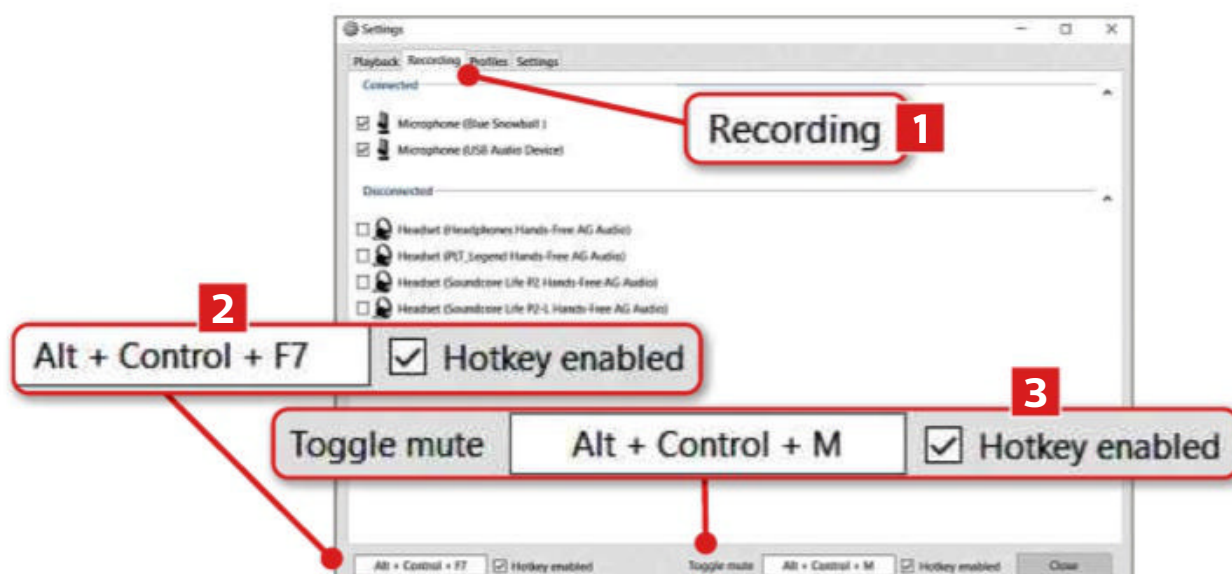 Settings
Playback Recording Profiles Settings
Connected
Microphone (Blue Snowball )
Microphone (USB Audio Device)
Recording 1
Disconnected
Headset (Headphones Hands-Free AG Audio)
Headset (PLT_Legend Hands-Free AG Audio)
Headset (Soundcore Life P2 Hands-Free AG Audio)
Headset (Soundcore Life P2-L Hands-Free AG Audio)
2
Alt + Control + F7 Hotkey enabled
3
Toggle mute Alt + Control + M Hotkey enabled
Alt + Control + F7 Hotkey enabled Toggle mute Alt + Control + M Hotkey enabled Close